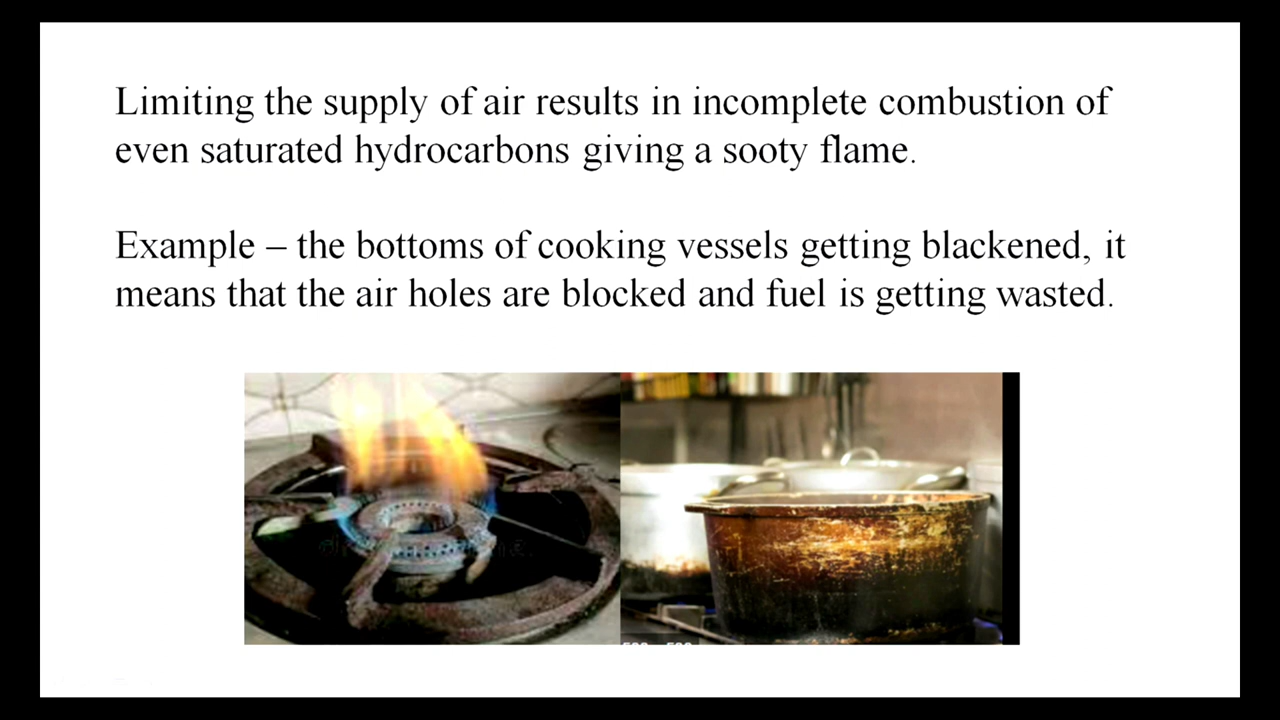 Limiting the supply of air results in incomplete combustion of
even saturated hydrocarbons giving a sooty flame.
Example – the bottoms of cooking vessels getting blackened, it
means that the air holes are blocked and fuel is getting wasted.